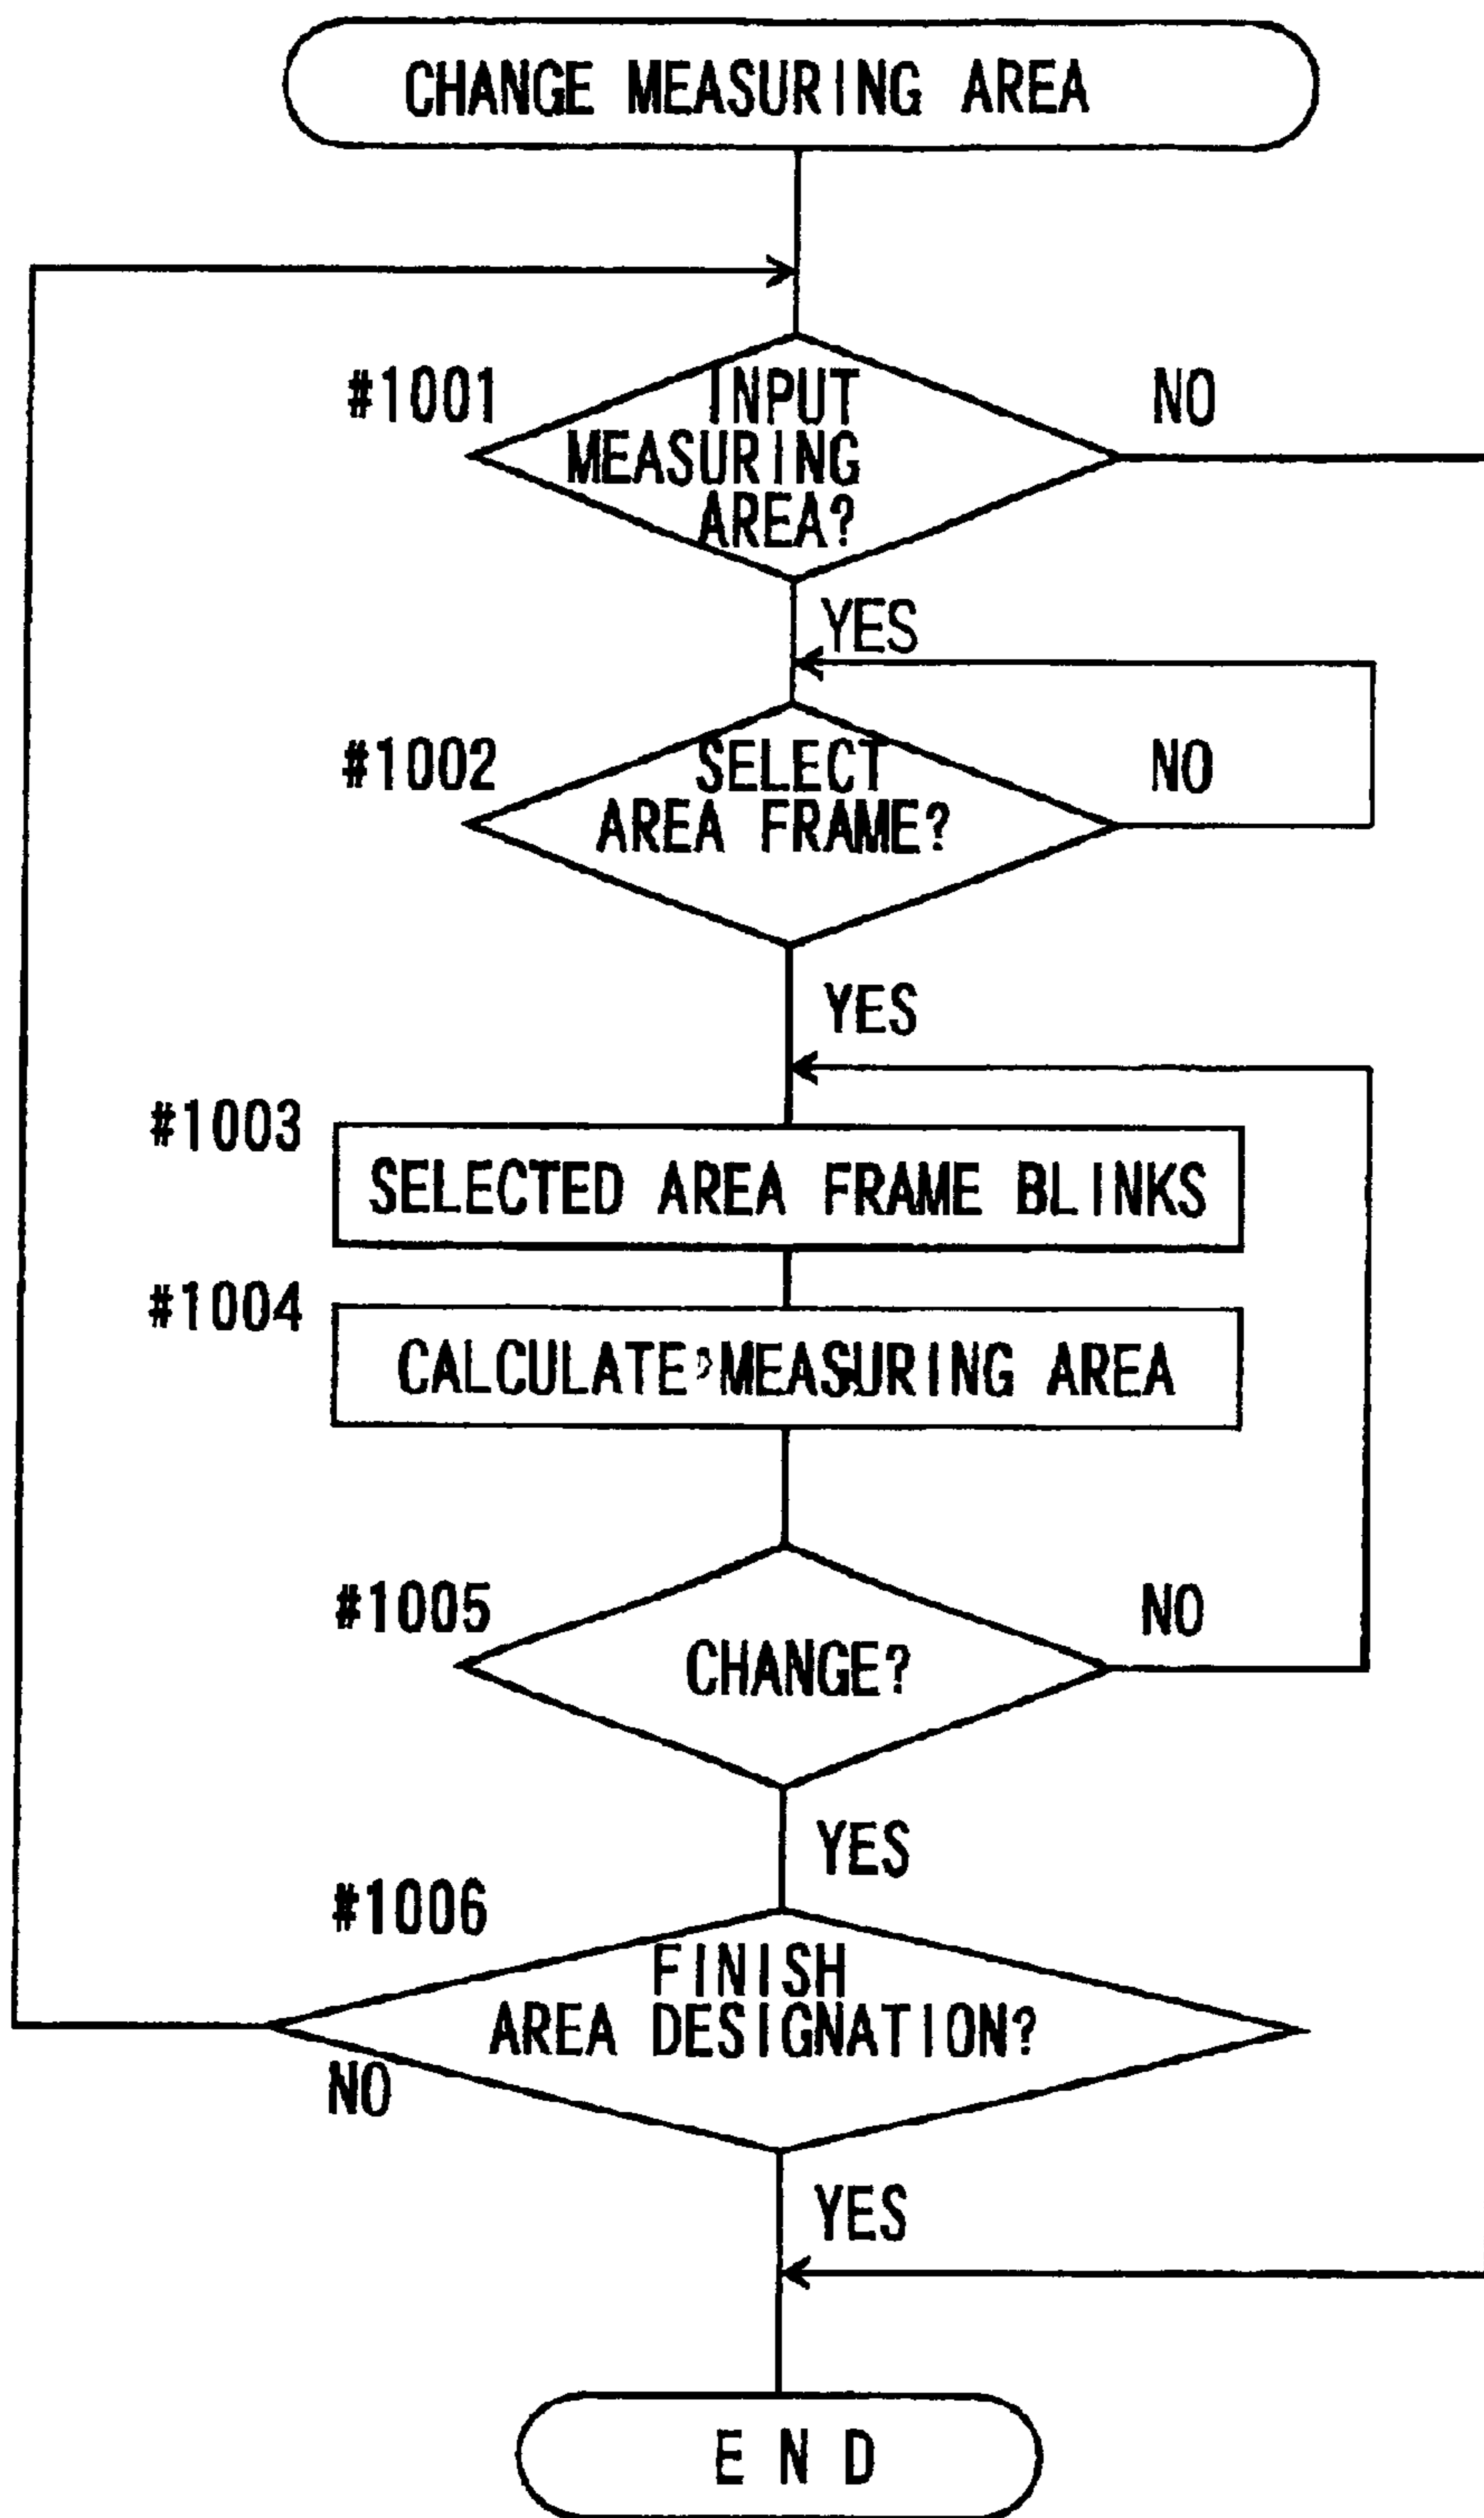 CHANGE MEASURING AREA
#1001
INPUT
MEASURING
AREA?
NO
YES
#1002
SELECT
AREA FRAME?
NO
YES
#1003
SELECTED AREA FRAME BLINKS
#1004
CALCULATE MEASURING AREA
#1005
CHANGE?
NO
YES
#1006
FINISH
AREA DESIGNATION?
NO
YES
END